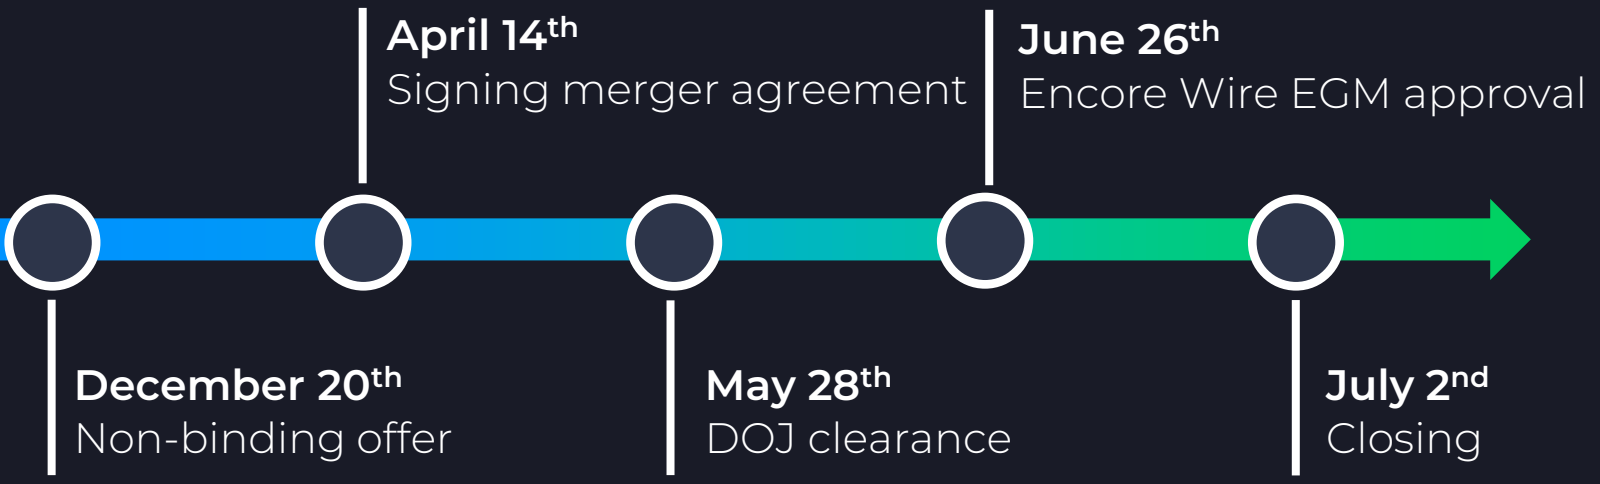 April 14th
Signing merger agreement
June 26th
Encore Wire EGM approval
December 20th
Non-binding offer
May 28th
DOJ clearance
July 2nd
Closing